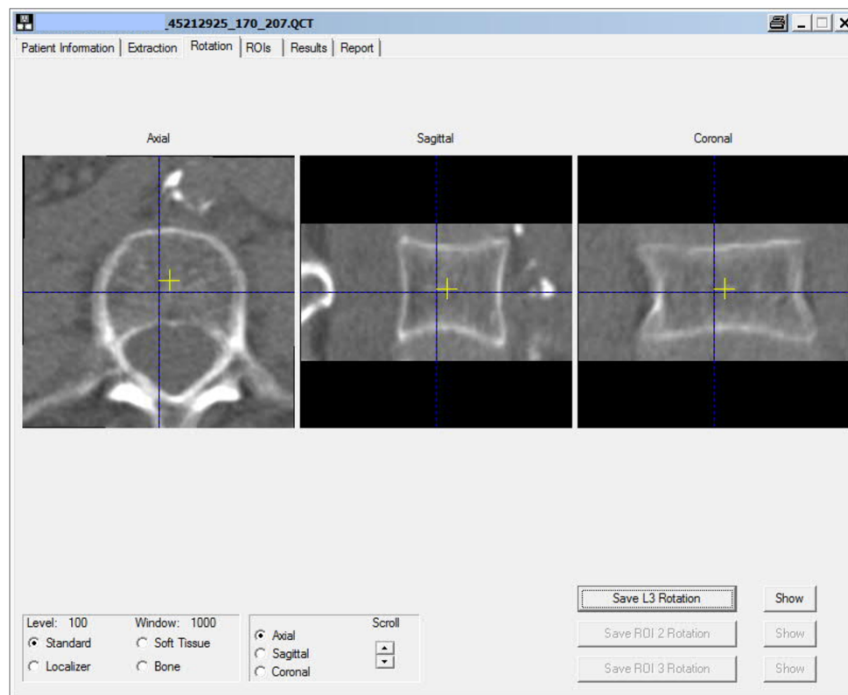 _45212925_170_207.QCT
Patient Information Extraction Rotation ROIs Results Report
Axial Sagittal Coronal
Save L3 Rotation Show
Level: 100 Window: 1000 Scroll
Standard Soft Tissue Axial
Save ROI 2 Rotation Show
Sagittal
Localizer Bone
Coronal
Save ROI 3 Rotation Show